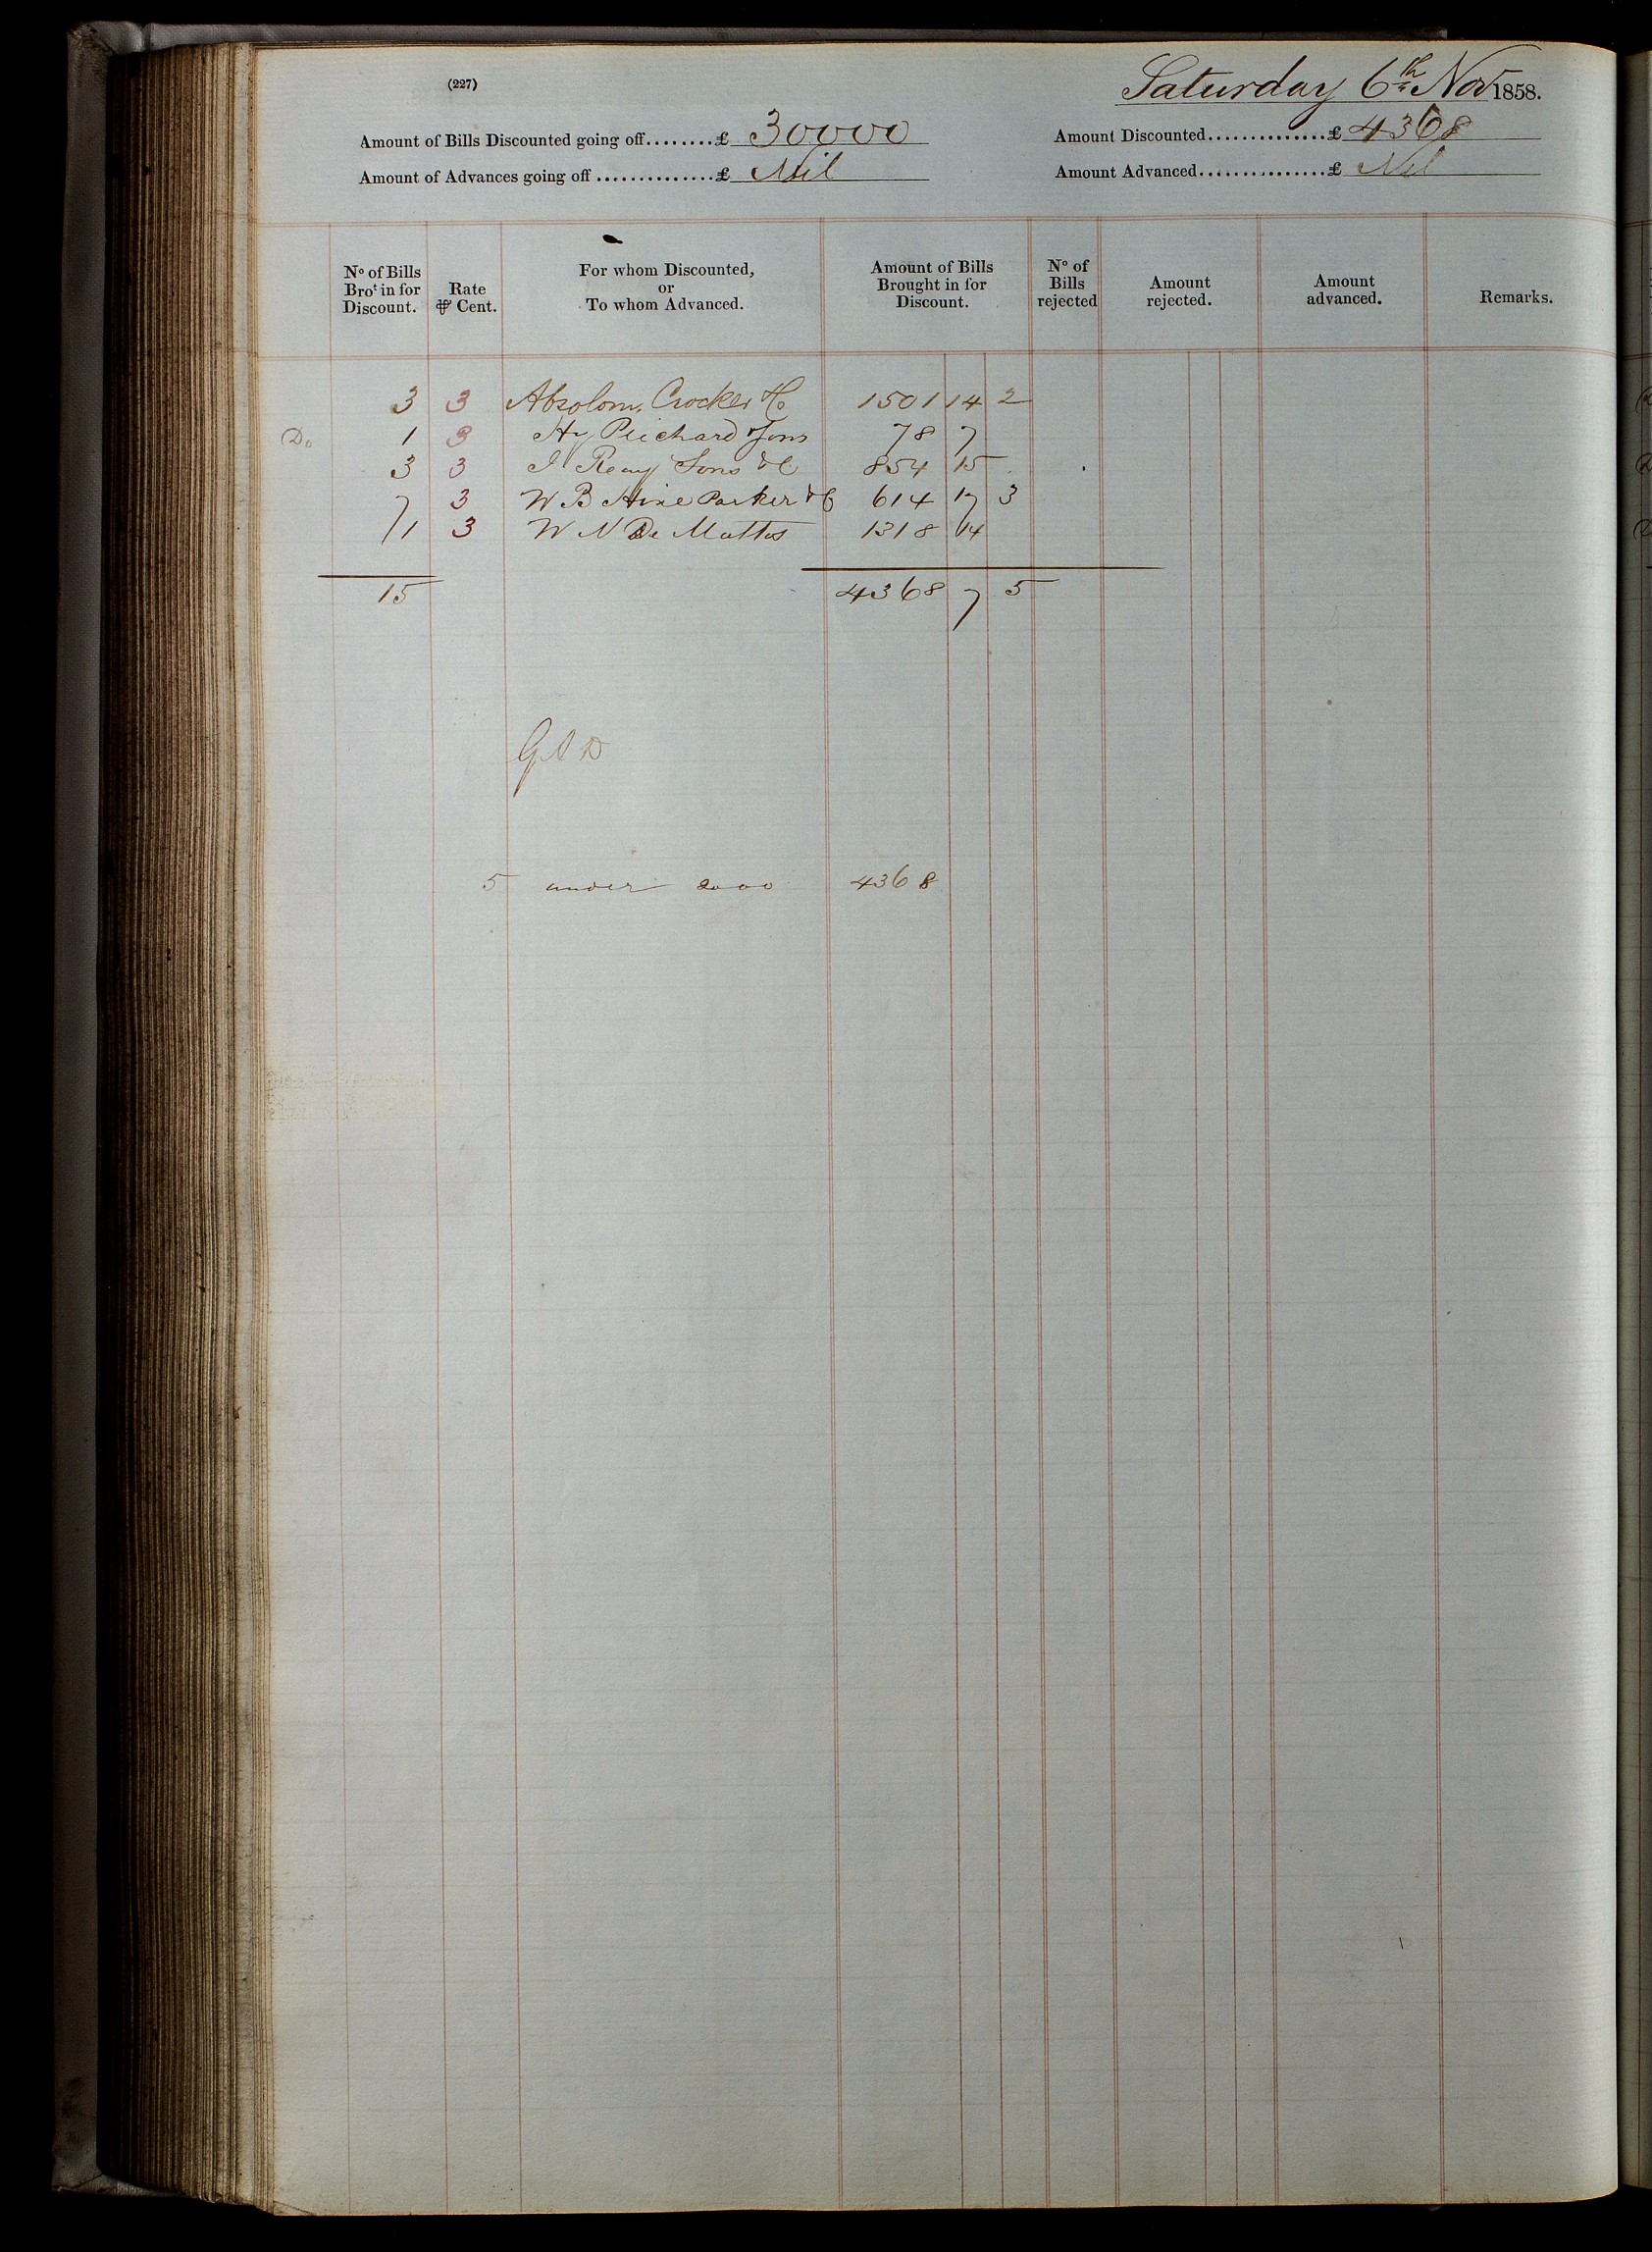 (227)
Saturday 6th Nov 1858.
Amount of Bills Discounted going off........£ 30000
Amount Discounted..............£ 4368
Amount of Advances going off..............£ Nil
Amount Advanced...............£ Nil
No of Bills Brot in for Discount. Rate ⅌ Cent. For whom Discounted, or To whom Advanced. Amount of Bills Brought in for Discount. No of Bills rejected Amount rejected. Amount advanced. Remarks.
3 3 Absolom, Crocker & Co 1501 14 2
Do 1 3 Hy Prichard & Sons 78 7
3 3 J Reay Sons & C 854 15
7 3 W B Hine Parker & C 614 17 3
1 3 W N De Mattos 1318 14
15 4368 7 5
5 under 2000 4368